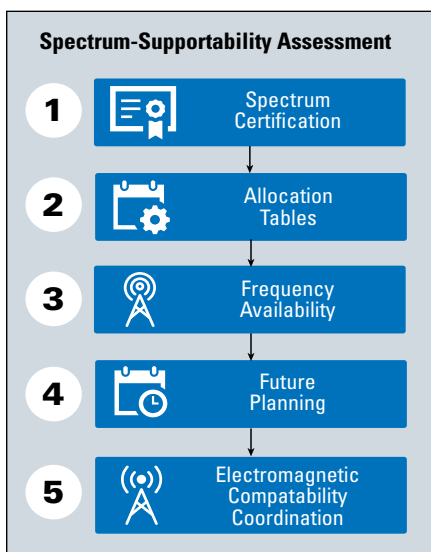 Spectrum-Supportability Assessment
1
Spectrum
Certification
2
Allocation
Tables
3
Frequency
Availability
4
Future
Planning
5
Electromagnetic
Compatability
Coordination